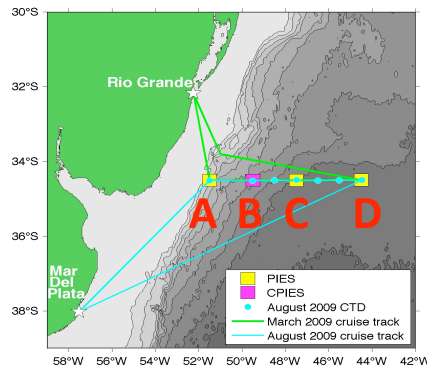 30°S
32°S
34°S
36°S
38°S
Rio Grande
A B C D
Mar
Del
Plata
PIES
CPIES
August 2009 CTD
March 2009 cruise track
August 2009 cruise track
58°W 56°W 54°W 52°W 50°W 48°W 46°W 44°W 42°W